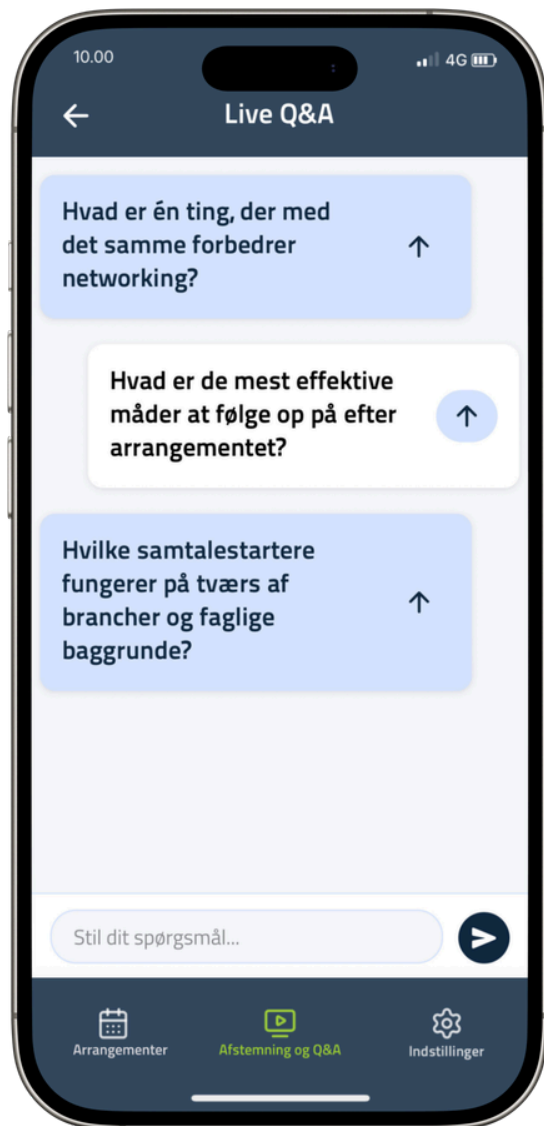 10.00
4G
Live Q&A
Hvad er én ting, der med
det samme forbedrer
networking?
Hvad er de mest effektive
måder at følge op på efter
arrangementet?
Hvilke samtalestartere
fungerer på tværs af
brancher og faglige
baggrunde?
Stil dit spørgsmål...
Arrangementer
Afstemning og Q&A
Indstillinger